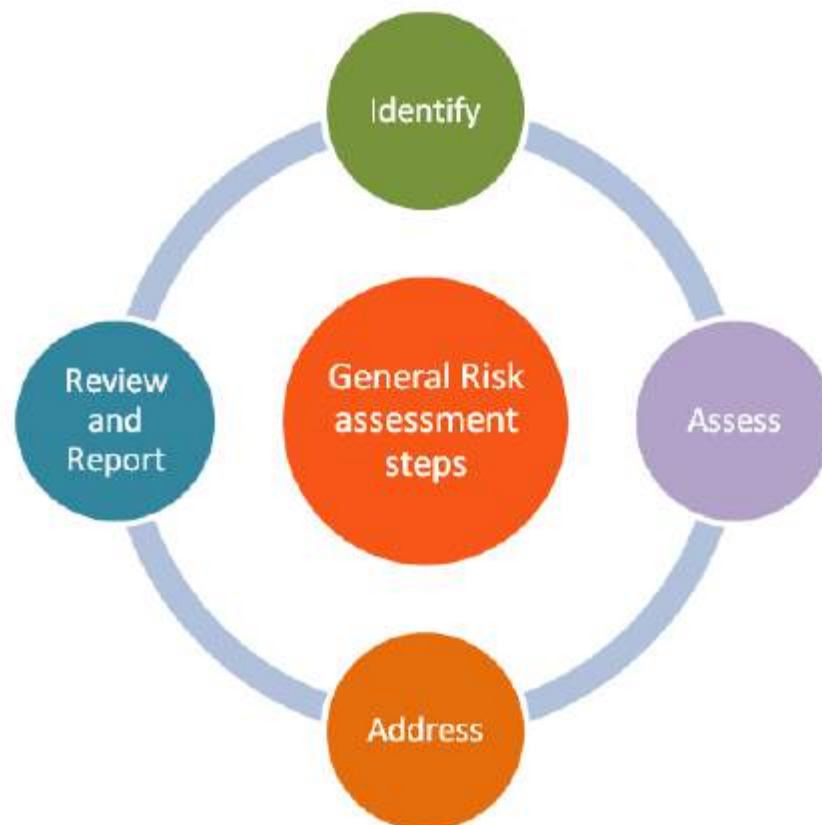 Identify
Review
and
Report
General Risk
assessment
steps
Assess
Address